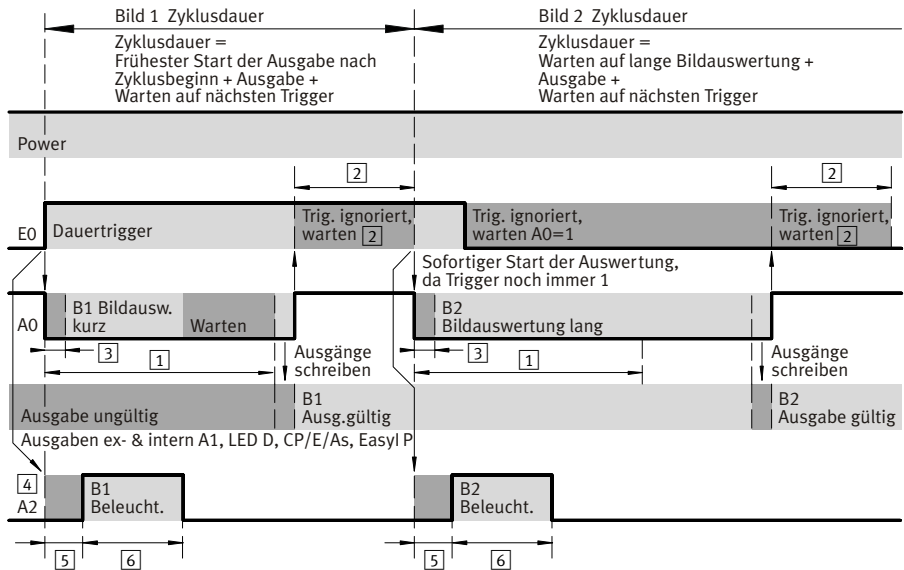 Bild 1 Zyklusdauer
Bild 2 Zyklusdauer
Zyklusdauer =
Frühester Start der Ausgabe nach
Zyklusbeginn + Ausgabe +
Warten auf nächsten Trigger
Zyklusdauer =
Warten auf lange Bildauswertung +
Ausgabe +
Warten auf nächsten Trigger
Power
2
2
E0
Dauertrigger
Trig. ignoriert,
warten 2
Trig. ignoriert,
warten A0=1
Trig. ignoriert,
warten 2
Sofortiger Start der Auswertung,
da Trigger noch immer 1
A0
B1 Bildausw.
kurz
Warten
B2
Bildauswertung lang
3
1
Ausgänge
schreiben
3
1
Ausgänge
schreiben
Ausgabe ungültig
B1
Ausg.gültig
B2
Ausgabe gültig
Ausgaben ex- & intern A1, LED D, CP/E/As, EasyI P
4
A2
B1
Beleucht.
B2
Beleucht.
5
6
5
6